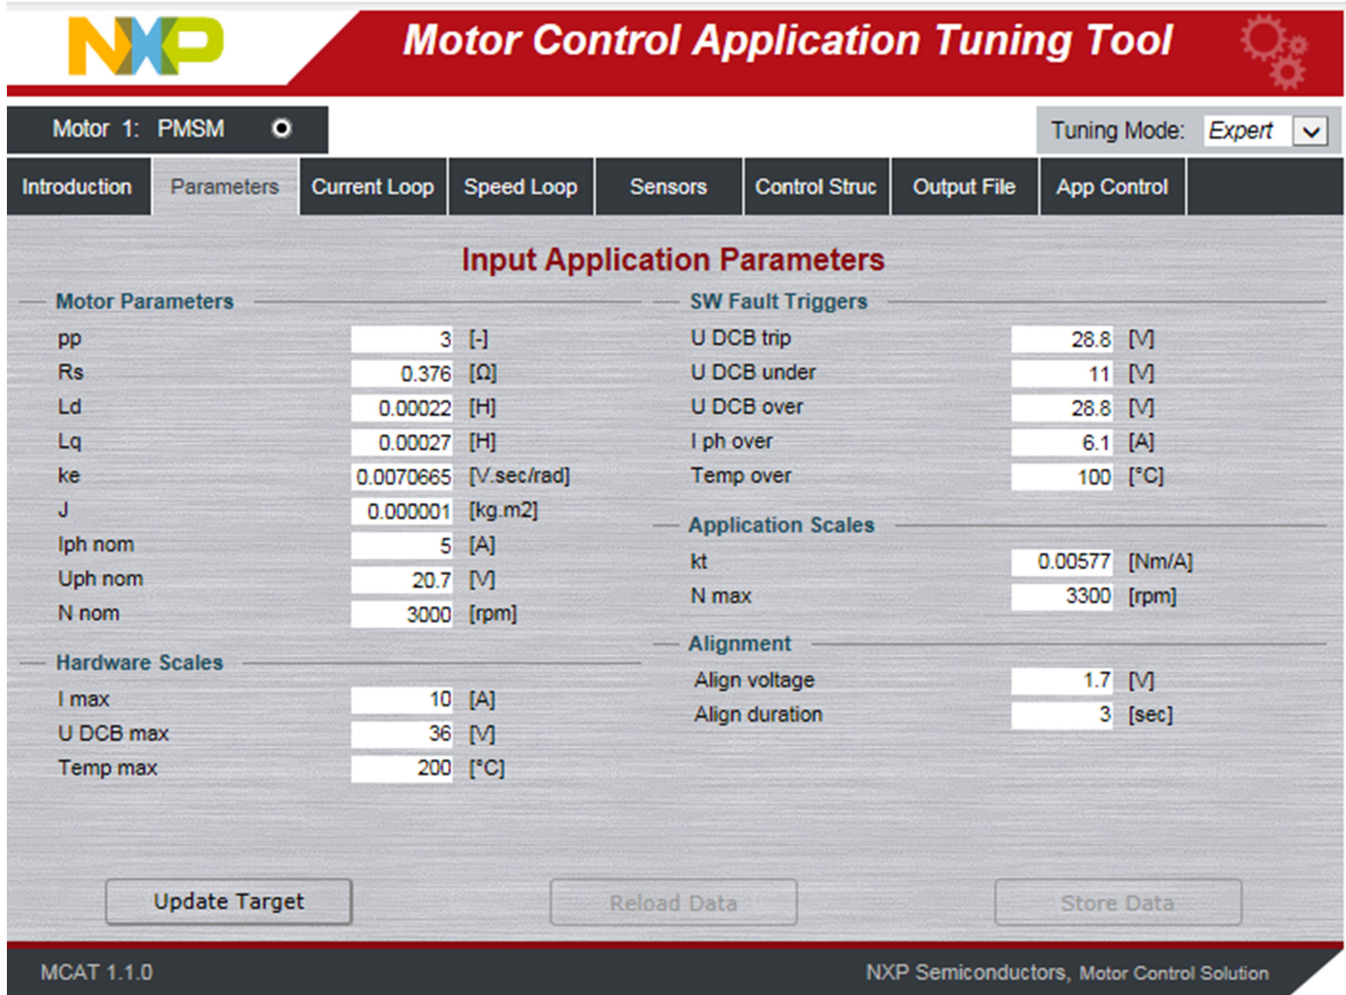 NXP
Motor Control Application Tuning Tool
Motor 1: PMSM
Tuning Mode: Expert
Introduction Parameters Current Loop Speed Loop Sensors Control Struc Output File App Control
Input Application Parameters
Motor Parameters
pp 3 [-]
Rs 0.376 [Ω]
Ld 0.00022 [H]
Lq 0.00027 [H]
ke 0.0070665 [V.sec/rad]
J 0.000001 [kg.m2]
Iph nom 5 [A]
Uph nom 20.7 [V]
N nom 3000 [rpm]
Hardware Scales
I max 10 [A]
U DCB max 36 [V]
Temp max 200 [°C]
SW Fault Triggers
U DCB trip 28.8 [V]
U DCB under 11 [V]
U DCB over 28.8 [V]
I ph over 6.1 [A]
Temp over 100 [°C]
Application Scales
kt 0.00577 [Nm/A]
N max 3300 [rpm]
Alignment
Align voltage 1.7 [V]
Align duration 3 [sec]
Update Target Reload Data Store Data
MCAT 1.1.0
NXP Semiconductors, Motor Control Solution